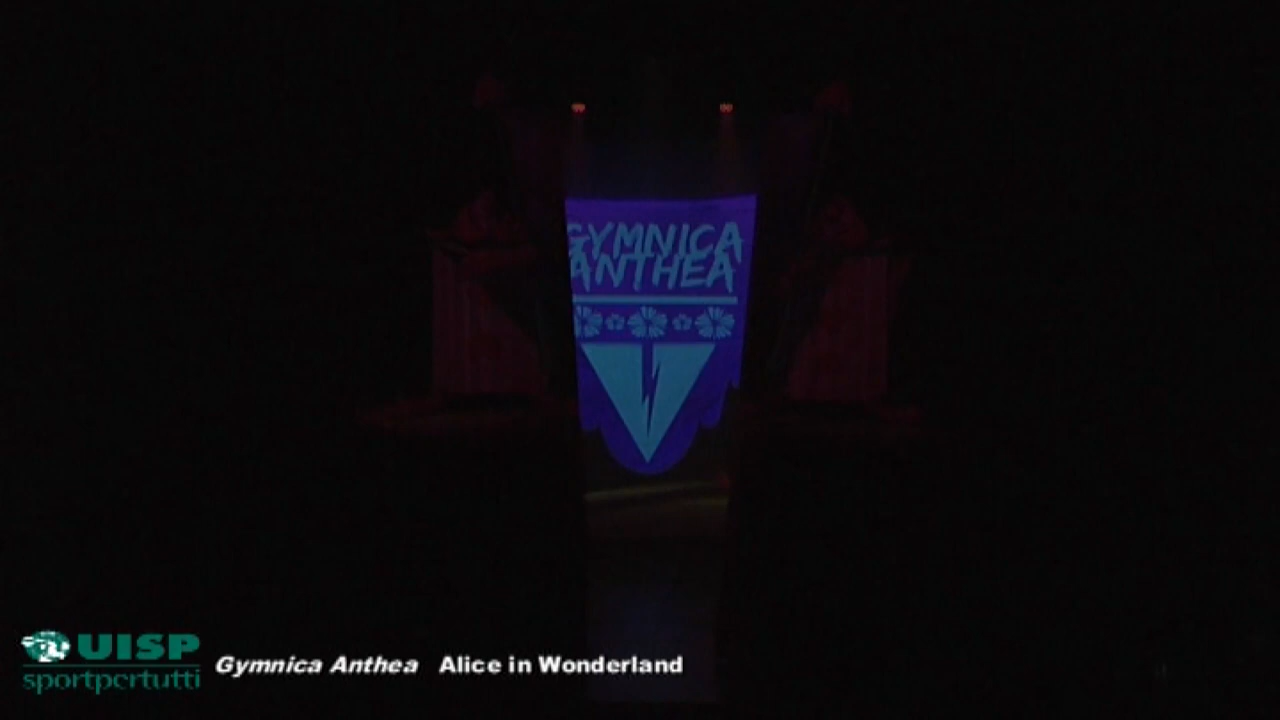 GYMNICA
ANTHEA
UISP
sportpertutti
Gymnica Anthea Alice in Wonderland